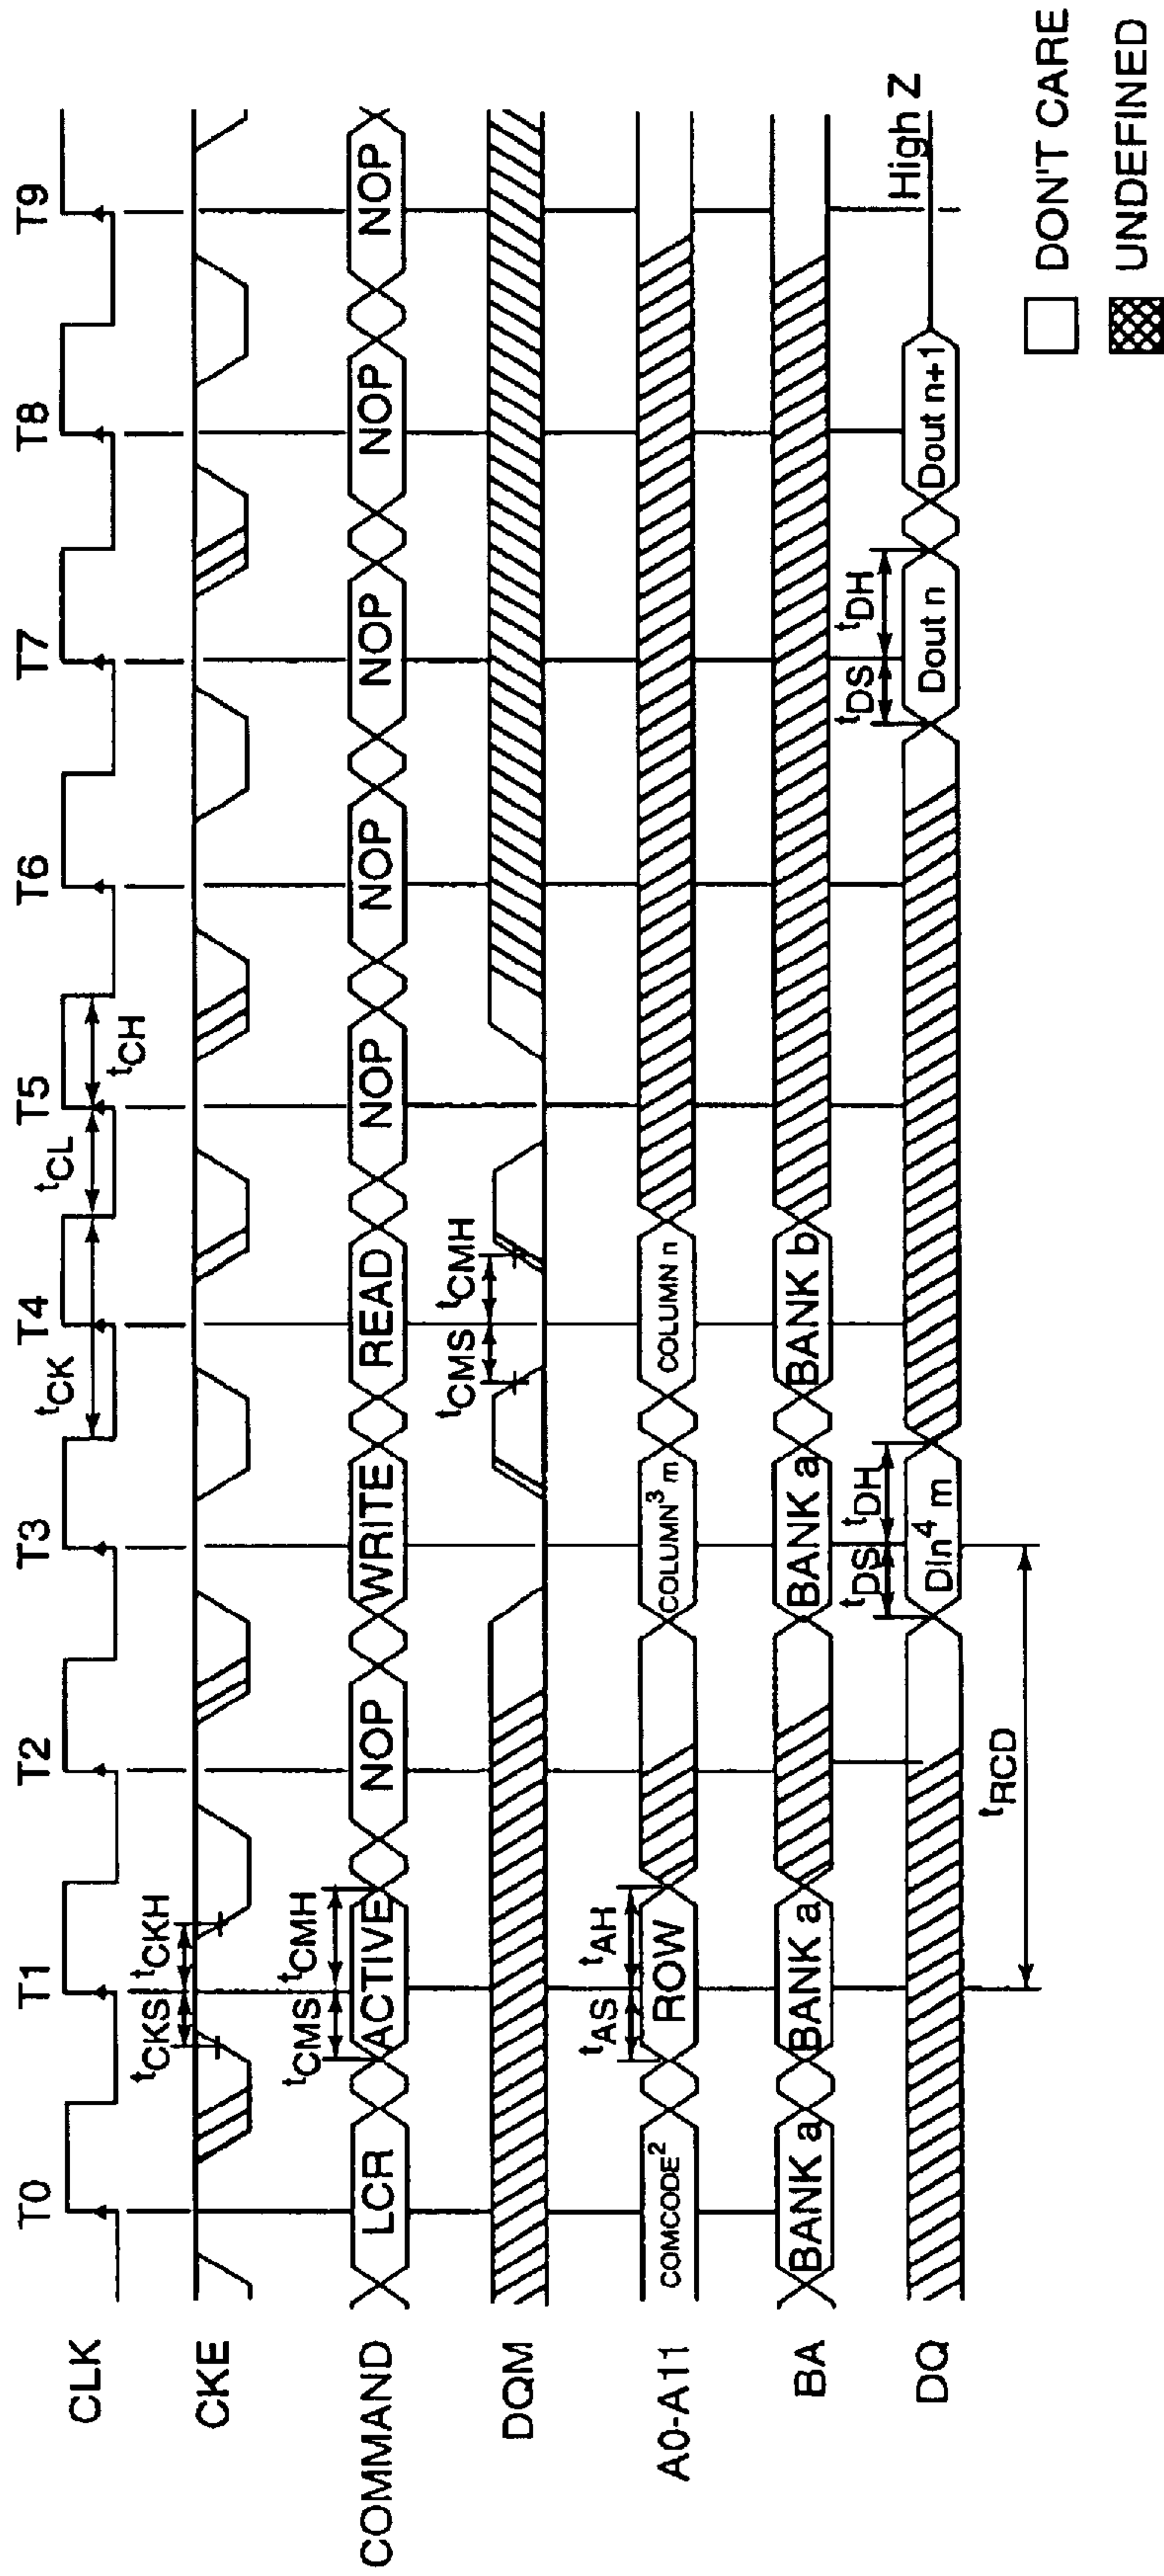 T0 T1 T2 T3 T4 T5 T6 T7 T8 T9
CLK
tCK tCL tCH
tCKS tCKH
CKE
tCMS tCMH
COMMAND LCR ACTIVE NOP WRITE READ NOP NOP NOP NOP NOP
tCMS tCMH
DQM
tAS tAH
A0-A11 COMCODE² ROW COLUMN³ m COLUMN n
BA BANK a BANK a BANK a BANK b
tDS tDH tDS tDH
DQ DIn⁴ m Dout n Dout n+1 High Z
tRCD
DON'T CARE
UNDEFINED